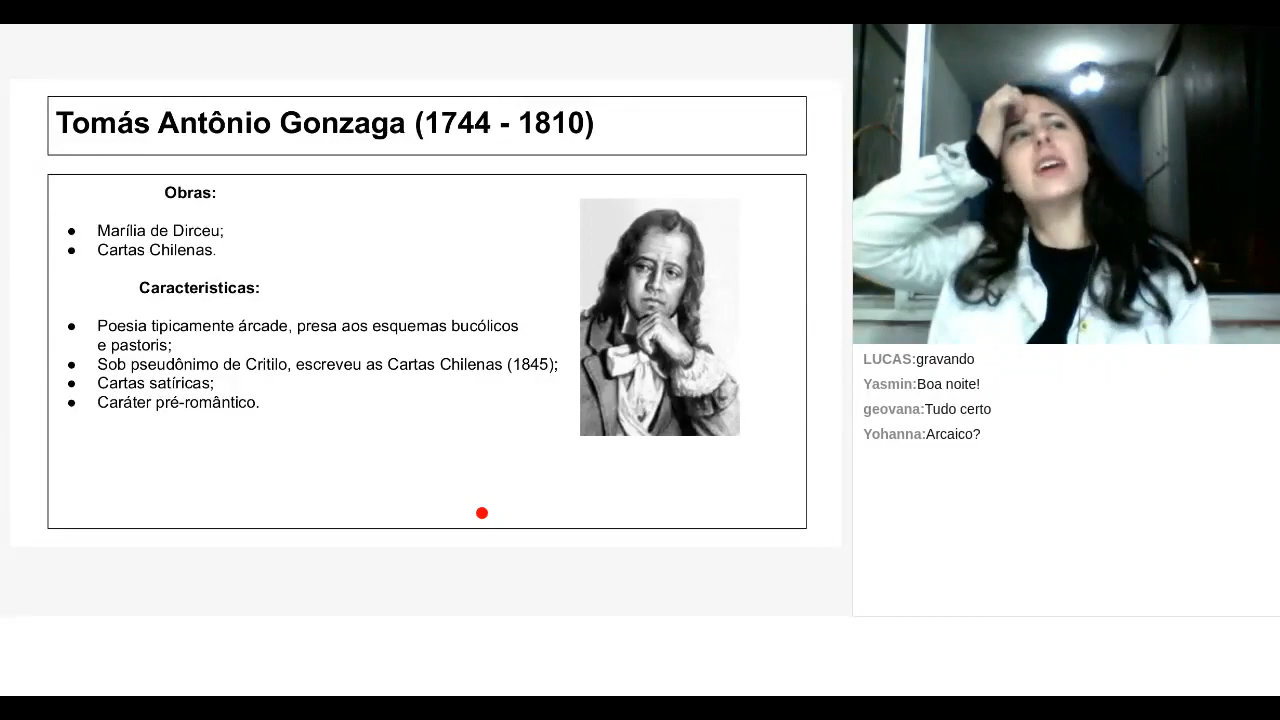 Tomás Antônio Gonzaga (1744 - 1810)
Obras:
● Marília de Dirceu;
● Cartas Chilenas.
Caracteristicas:
● Poesia tipicamente árcade, presa aos esquemas bucólicos
e pastoris;
● Sob pseudônimo de Critilo, escreveu as Cartas Chilenas (1845);
● Cartas satíricas;
● Caráter pré-romântico.
LUCAS:gravando
Yasmin:Boa noite!
geovana:Tudo certo
Yohanna:Arcaico?